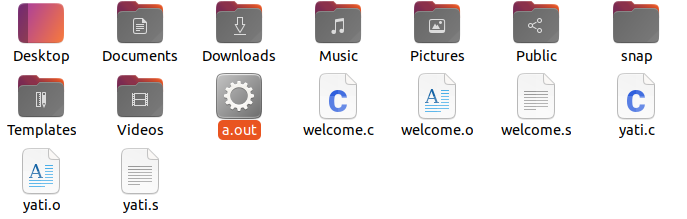 Desktop Documents Downloads Music Pictures Public snap
Templates Videos a.out welcome.c welcome.o welcome.s yati.c
yati.o yati.s